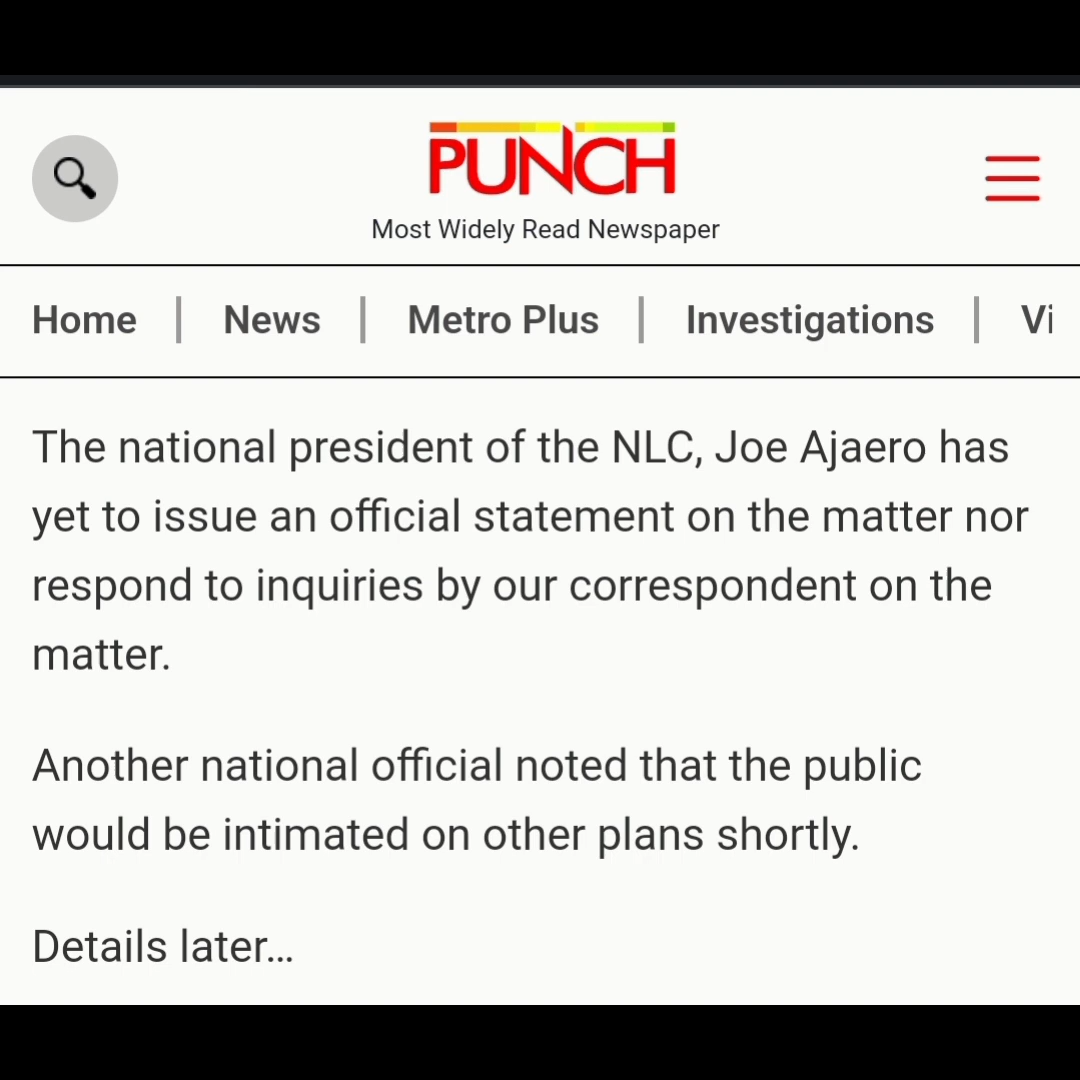 PUNCH
Most Widely Read Newspaper
Home | News | Metro Plus | Investigations | Vi
The national president of the NLC, Joe Ajaero has
yet to issue an official statement on the matter nor
respond to inquiries by our correspondent on the
matter.
Another national official noted that the public
would be intimated on other plans shortly.
Details later...